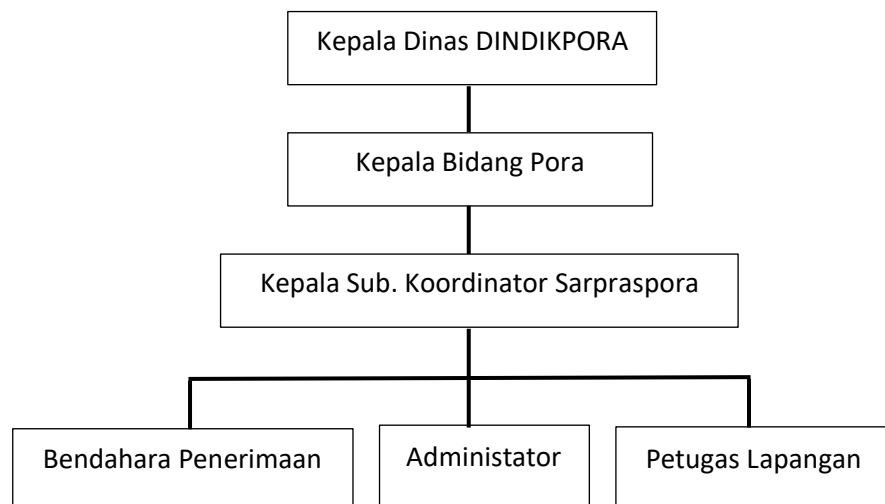 Kepala Dinas DINDIKPORA
Kepala Bidang Pora
Kepala Sub. Koordinator Sarpraspora
Bendahara Penerimaan
Administator
Petugas Lapangan